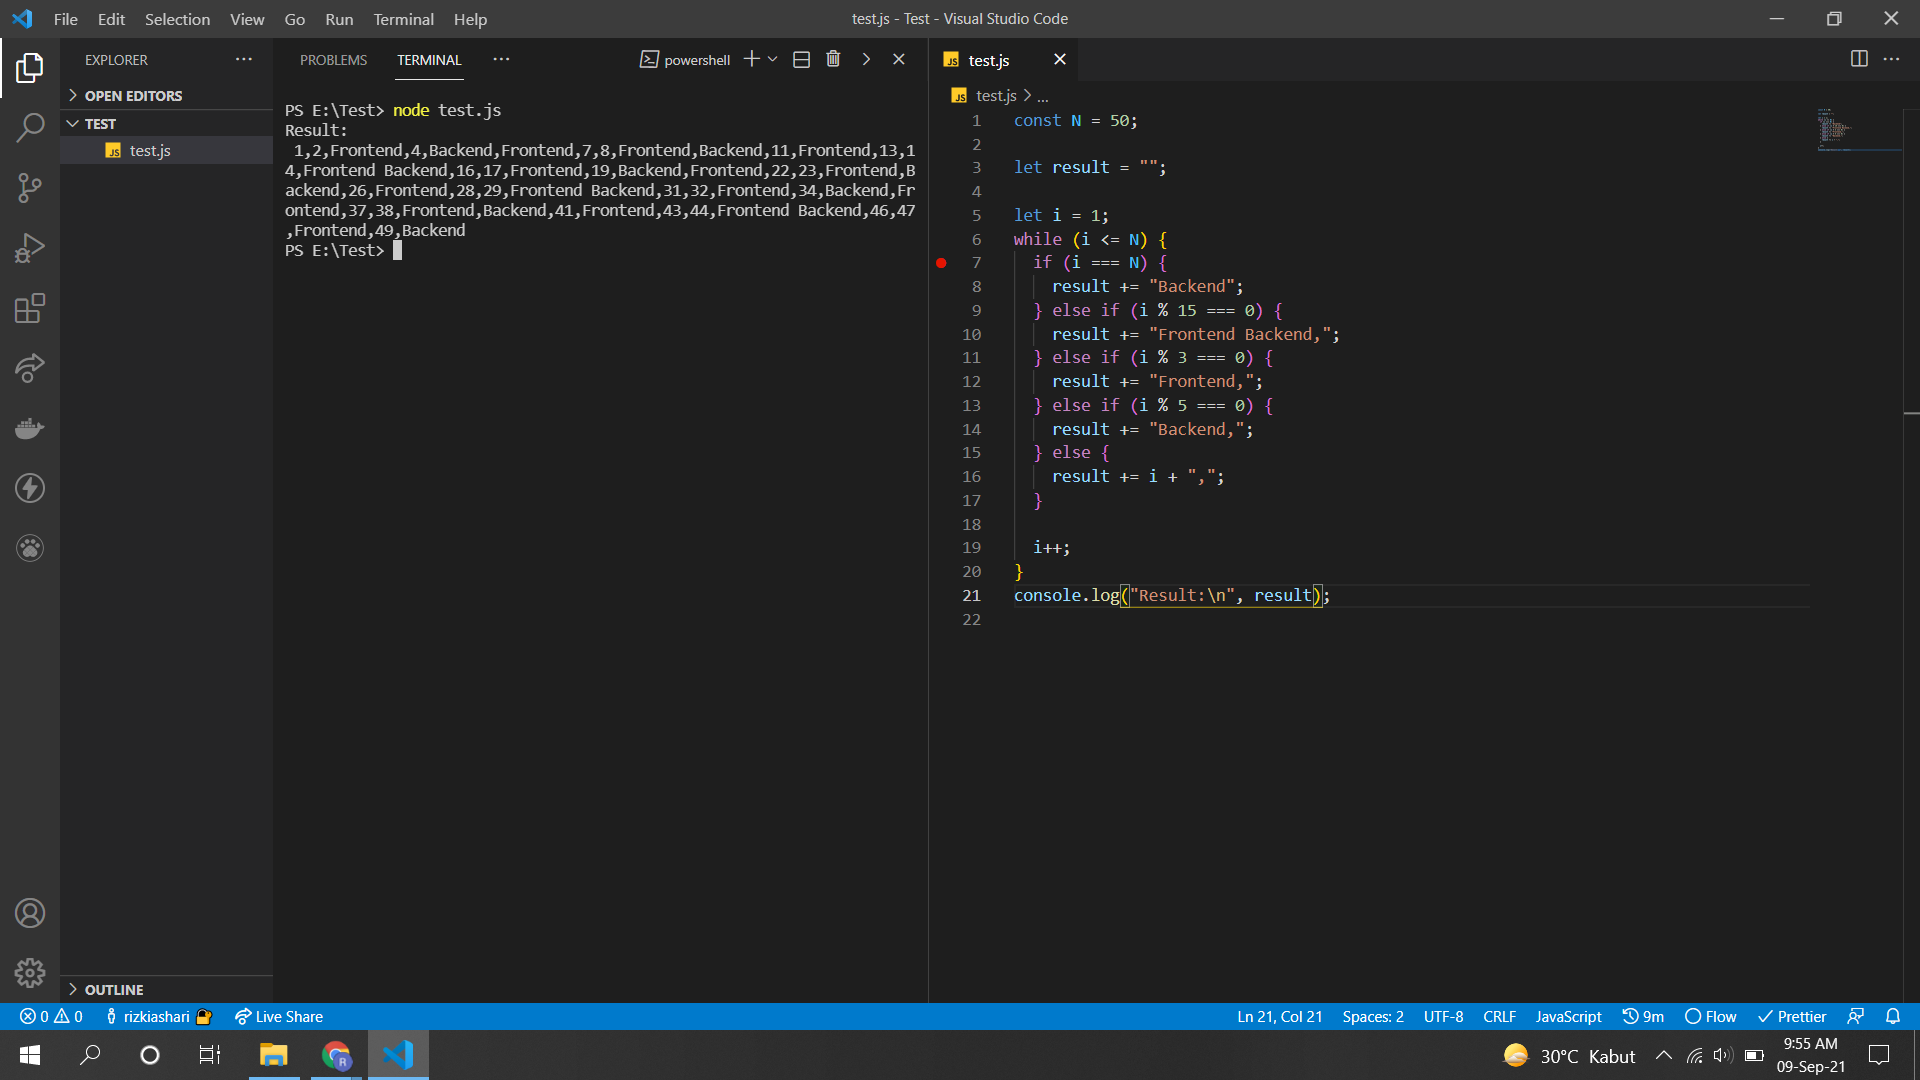 File Edit Selection View Go Run Terminal Help
test.js - Test - Visual Studio Code
EXPLORER
OPEN EDITORS
TEST
JS test.js
OUTLINE
PROBLEMS TERMINAL
powershell
PS E:\Test> node test.js
Result:
 1,2,Frontend,4,Backend,Frontend,7,8,Frontend,Backend,11,Frontend,13,1
4,Frontend Backend,16,17,Frontend,19,Backend,Frontend,22,23,Frontend,B
ackend,26,Frontend,28,29,Frontend Backend,31,32,Frontend,34,Backend,Fr
ontend,37,38,Frontend,Backend,41,Frontend,43,44,Frontend Backend,46,47
,Frontend,49,Backend
PS E:\Test>
JS test.js
JS test.js > ...
1 const N = 50;
2
3 let result = "";
4
5 let i = 1;
6 while (i <= N) {
7   if (i === N) {
8     result += "Backend";
9   } else if (i % 15 === 0) {
10     result += "Frontend Backend,";
11   } else if (i % 3 === 0) {
12     result += "Frontend,";
13   } else if (i % 5 === 0) {
14     result += "Backend,";
15   } else {
16     result += i + ",";
17   }
18
19   i++;
20 }
21 console.log("Result:\n", result);
22
0 0 rizkiashari Live Share
Ln 21, Col 21 Spaces: 2 UTF-8 CRLF JavaScript 9m Flow Prettier
R
30°C Kabut
9:55 AM
09-Sep-21